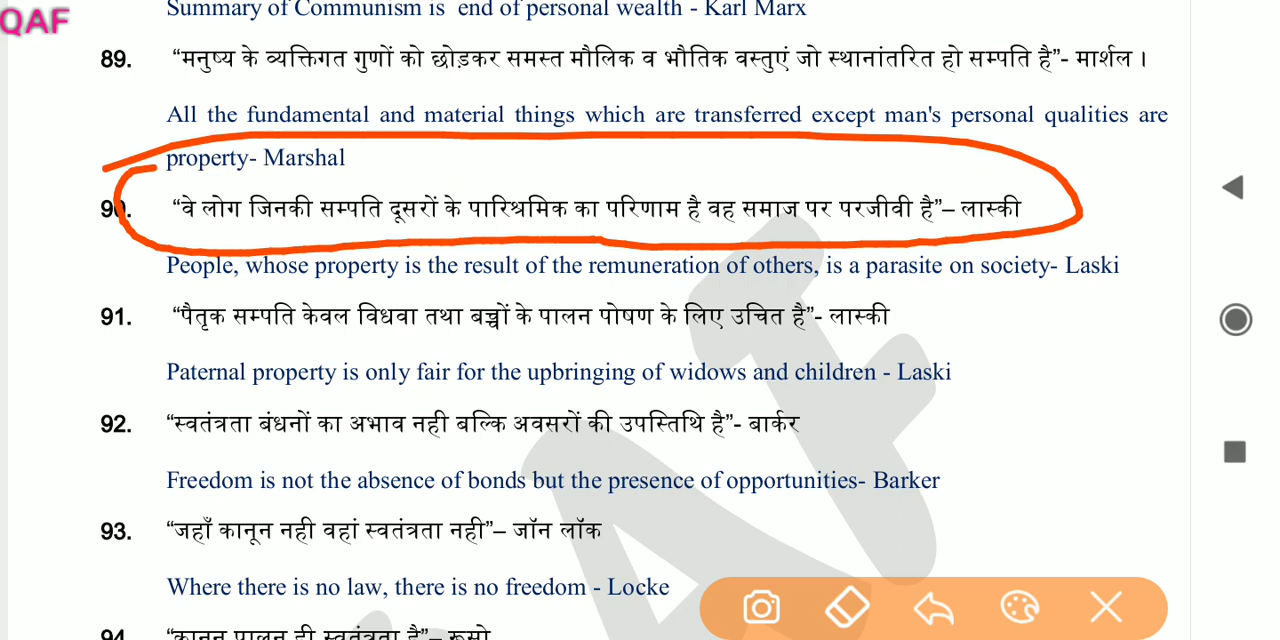 QAF
Summary of Communism is end of personal wealth - Karl Marx
89. “मनुष्य के व्यक्तिगत गुणों को छोड़कर समस्त मौलिक व भौतिक वस्तुएं जो स्थानांतरित हो सम्पति है”- मार्शल ।
All the fundamental and material things which are transferred except man's personal qualities are
property- Marshal
90. “वे लोग जिनकी सम्पति दूसरों के पारिश्रमिक का परिणाम है वह समाज पर परजीवी है”– लास्की
People, whose property is the result of the remuneration of others, is a parasite on society- Laski
91. “पैतृक सम्पति केवल विधवा तथा बच्चों के पालन पोषण के लिए उचित है”- लास्की
Paternal property is only fair for the upbringing of widows and children - Laski
92. “स्वतंत्रता बंधनों का अभाव नही बल्कि अवसरों की उपस्तिथि है”- बार्कर
Freedom is not the absence of bonds but the presence of opportunities- Barker
93. “जहाँ कानून नही वहां स्वतंत्रता नही”– जॉन लॉक
Where there is no law, there is no freedom - Locke
94. “कानून पालन ही स्वतंत्रता है”– रूसो